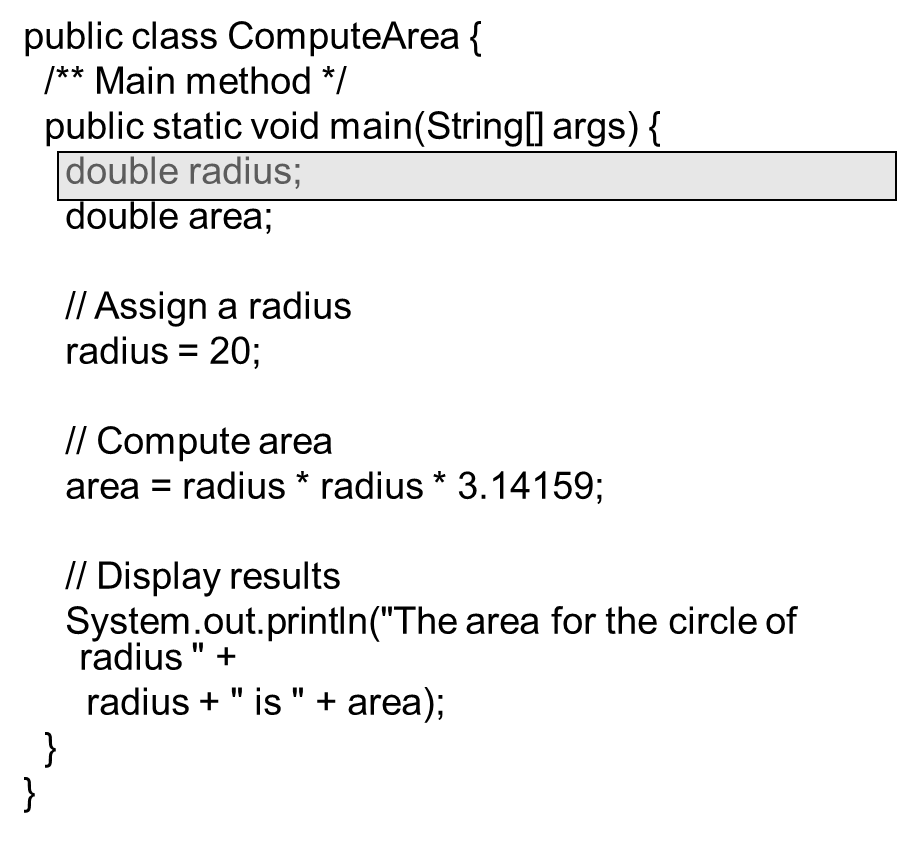 public class ComputeArea {
/** Main method */
public static void main(String[] args) {
double radius;
double area;
// Assign a radius
radius = 20;
// Compute area
area = radius * radius * 3.14159;
// Display results
System.out.println("The area for the circle of
radius " +
radius + " is " + area);
}
}